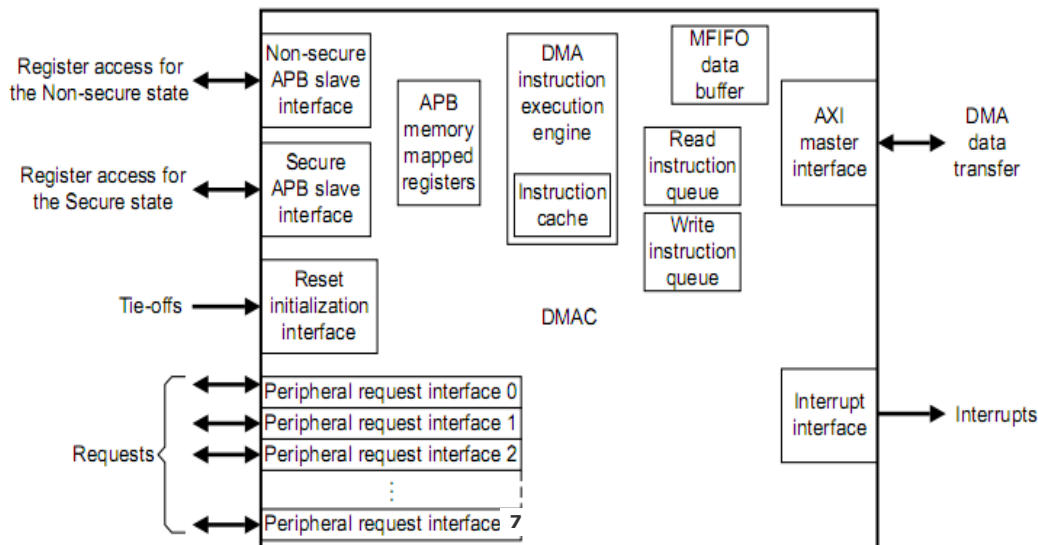 Register access for
the Non-secure state
Non-secure
APB slave
interface
Register access for
the Secure state
Secure
APB slave
interface
APB
memory
mapped
registers
DMA
instruction
execution
engine
Instruction
cache
MFIFO
data
buffer
Read
instruction
queue
Write
instruction
queue
AXI
master
interface
DMA
data
transfer
Tie-offs
Reset
initialization
interface
DMAC
Requests
Peripheral request interface 0
Peripheral request interface 1
Peripheral request interface 2
⋮
Peripheral request interface 7
Interrupt
interface
Interrupts